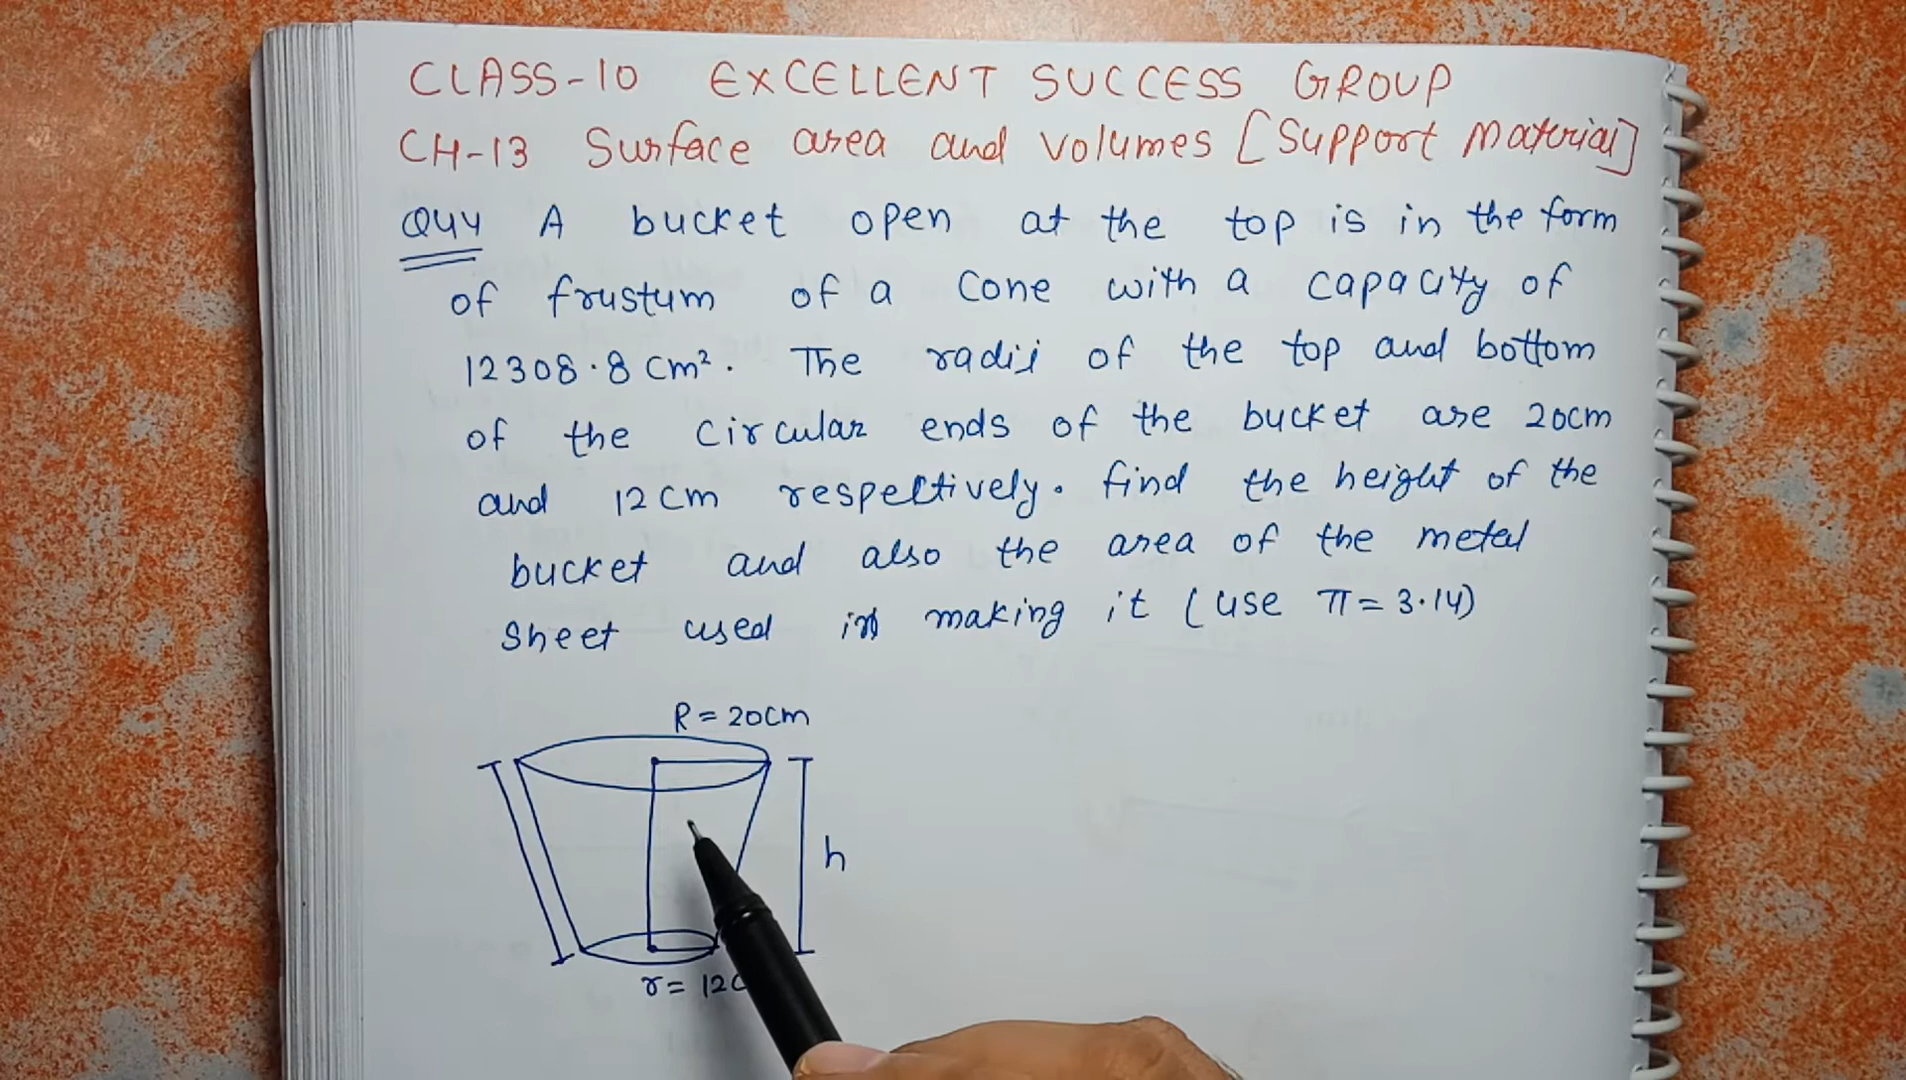 CLASS-10 EXCELLENT SUCCESS GROUP
CH-13 Surface area and volumes [Support Material]
Q44 A bucket open at the top is in the form
of frustum of a cone with a capacity of
12308.8 cm². The radii of the top and bottom
of the circular ends of the bucket are 20cm
and 12cm respectively. find the height of the
bucket and also the area of the metal
sheet used in making it (use π = 3.14)
R = 20cm
h
r = 12c